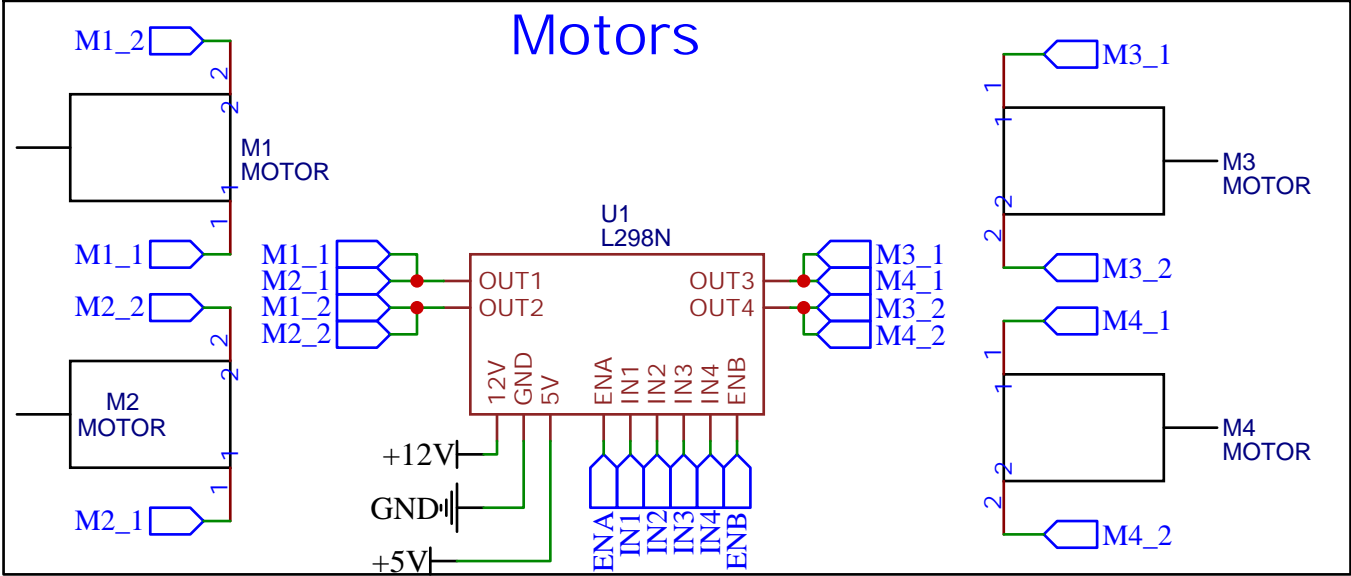 Motors
M1_2
2
2
M1
MOTOR
1
1
M1_1
M2_2
2
2
M2
MOTOR
1
1
M2_1
M1_1
M2_1
M1_2
M2_2
U1
L298N
OUT1
OUT2
OUT3
OUT4
12V
GND
5V
ENA
IN1
IN2
IN3
IN4
ENB
M3_1
M4_1
M3_2
M4_2
+12V
GND
+5V
ENA
IN1
IN2
IN3
IN4
ENB
M3_1
1
1
M3
MOTOR
2
2
M3_2
M4_1
1
1
M4
MOTOR
2
2
M4_2